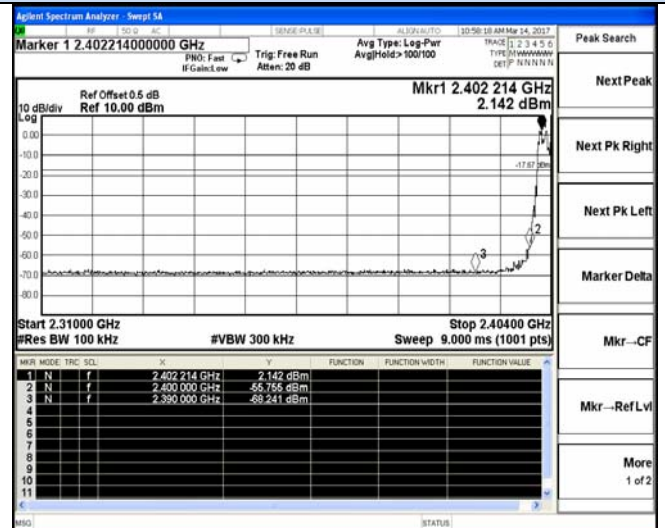 Agilent Spectrum Analyzer - Swept SA
RF 50 Ω AC SENSE:PULSE ALIGN AUTO 10:58:18 AM Mar 14, 2017
Marker 1 2.402214000000 GHz
PNO: Fast
IFGain:Low
Trig: Free Run
Atten: 20 dB
Avg Type: Log-Pwr
Avg|Hold:>100/100
TRACE 1 2 3 4 5 6
TYPE M
DET P N N N N N
Peak Search
Next Peak
Next Pk Right
Next Pk Left
Marker Delta
Mkr→CF
Mkr→Ref Lvl
More
1 of 2
Ref Offset 0.5 dB
10 dB/div Ref 10.00 dBm
Log
Mkr1 2.402 214 GHz
2.142 dBm
0.00
-10.0
-20.0
-30.0
-40.0
-50.0
-60.0
-70.0
-80.0
-17.67 dBm
2
3
Start 2.31000 GHz Stop 2.40400 GHz
#Res BW 100 kHz #VBW 300 kHz Sweep 9.000 ms (1001 pts)
MKR MODE TRC SCL X Y FUNCTION FUNCTION WIDTH FUNCTION VALUE
1 N f 2.402 214 GHz 2.142 dBm
2 N f 2.400 000 GHz -55.755 dBm
3 N f 2.390 000 GHz -68.241 dBm
4
5
6
7
8
9
10
11
MSG STATUS